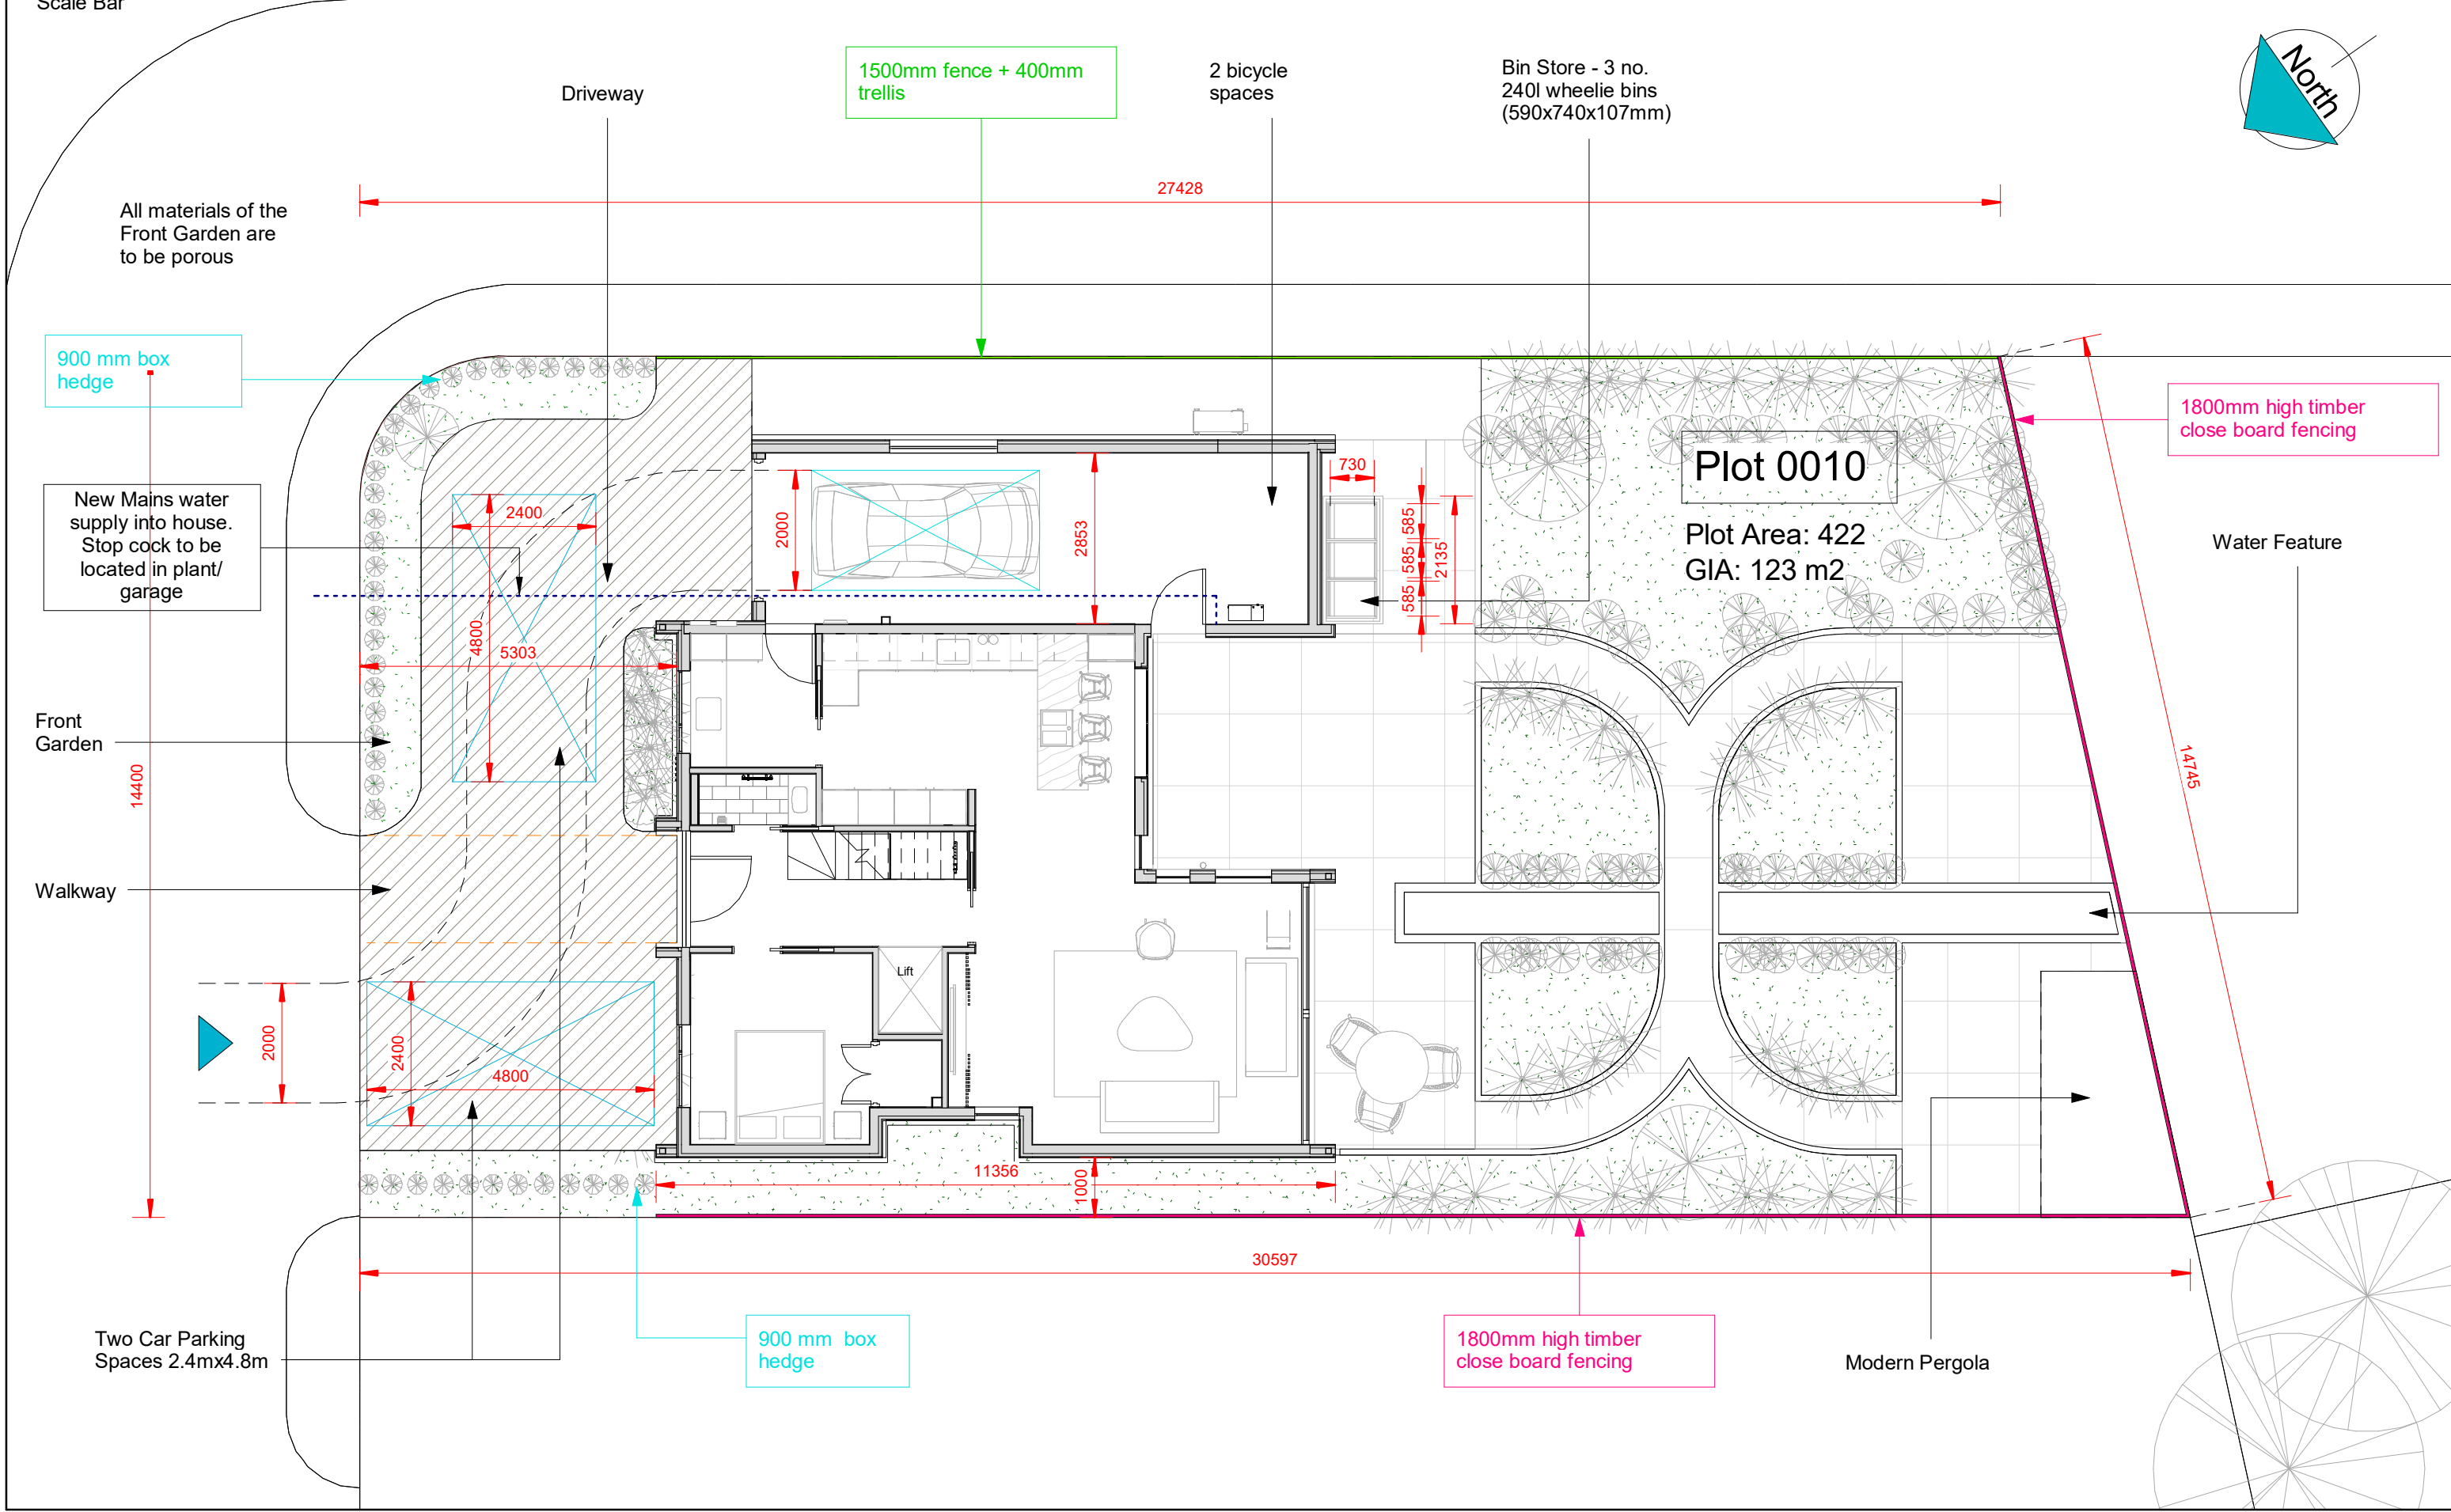 Scale Bar
Driveway
1500mm fence + 400mm
trellis
2 bicycle
spaces
Bin Store - 3 no.
240l wheelie bins
(590x740x107mm)
North
27428
All materials of the
Front Garden are
to be porous
900 mm box
hedge
1800mm high timber
close board fencing
Plot 0010
Plot Area: 422
GIA: 123 m2
New Mains water
supply into house.
Stop cock to be
located in plant/
garage
2400
4800
5303
2000
2853
730
585
585
585
2135
Water Feature
Front
Garden
14400
14745
Walkway
Lift
2000
2400
4800
11356
1000
30597
Two Car Parking
Spaces 2.4mx4.8m
900 mm  box
hedge
1800mm high timber
close board fencing
Modern Pergola